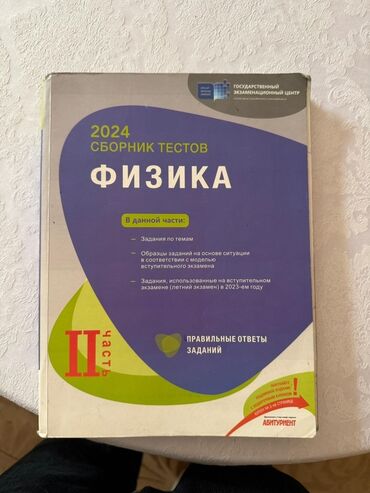 ГОСУДАРСТВЕННЫЙ
ЭКЗАМЕНАЦИОННЫЙ ЦЕНТР
2024
СБОРНИК ТЕСТОВ
ФИЗИКА
В данной части:
– Задания по темам
– Образцы заданий на основе ситуации
в соответствии с моделью
вступительного экзамена
– Задания, использованные на вступительном
экзамене (летний экзамен) в 2023-ем году
II
часть
ПРАВИЛЬНЫЕ ОТВЕТЫ
ЗАДАНИЙ
АБИТУРИЕНТ